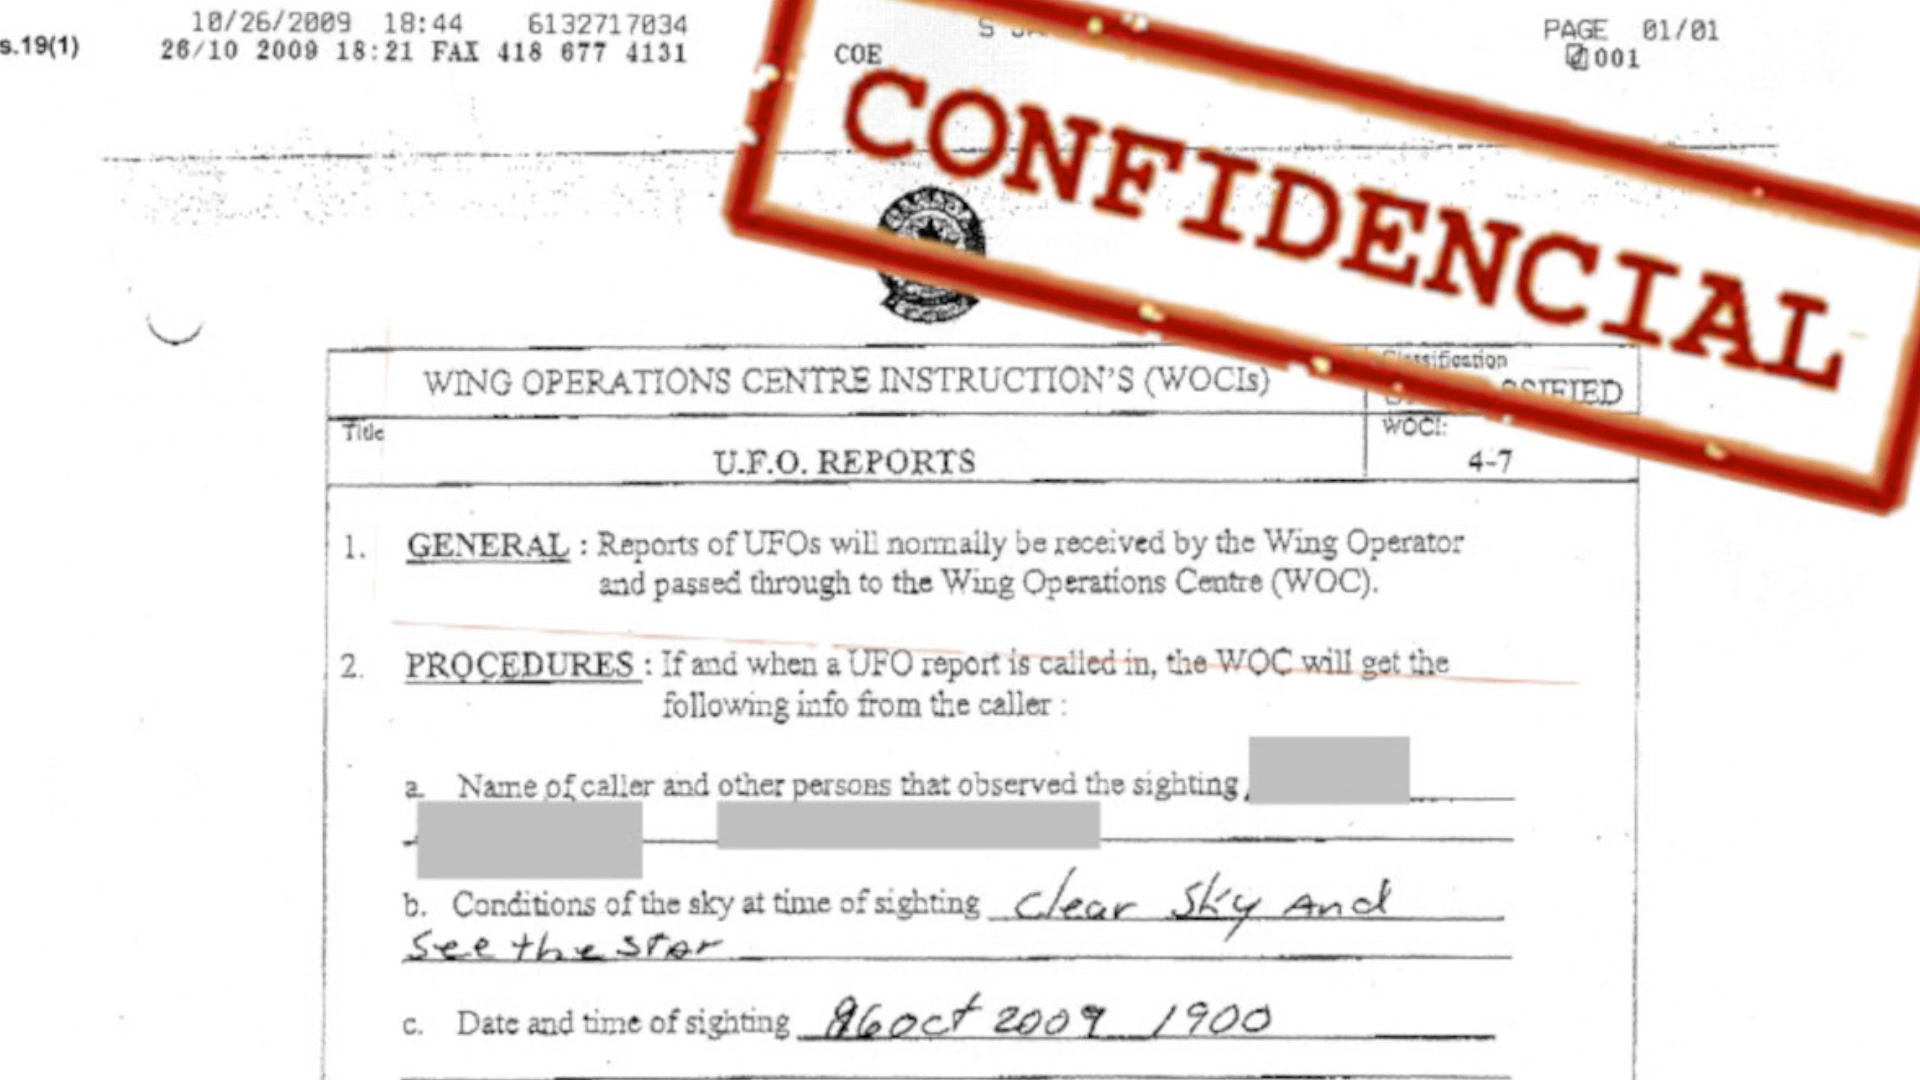 10/26/2009 18:44 6132717034 PAGE 01/01
s.19(1) 26/10 2009 18:21 FAX 418 677 4131 COE 001
CONFIDENCIAL
WING OPERATIONS CENTRE INSTRUCTION'S (WOCIs) Classification
Title WOCI:
U.F.O. REPORTS 4-7
1. GENERAL : Reports of UFOs will normally be received by the Wing Operator
and passed through to the Wing Operations Centre (WOC).
2. PROCEDURES : If and when a UFO report is called in, the WOC will get the
following info from the caller :
a. Name of caller and other persons that observed the sighting
b. Conditions of the sky at time of sighting clear sky and
see the star
c. Date and time of sighting oct 2009 1900